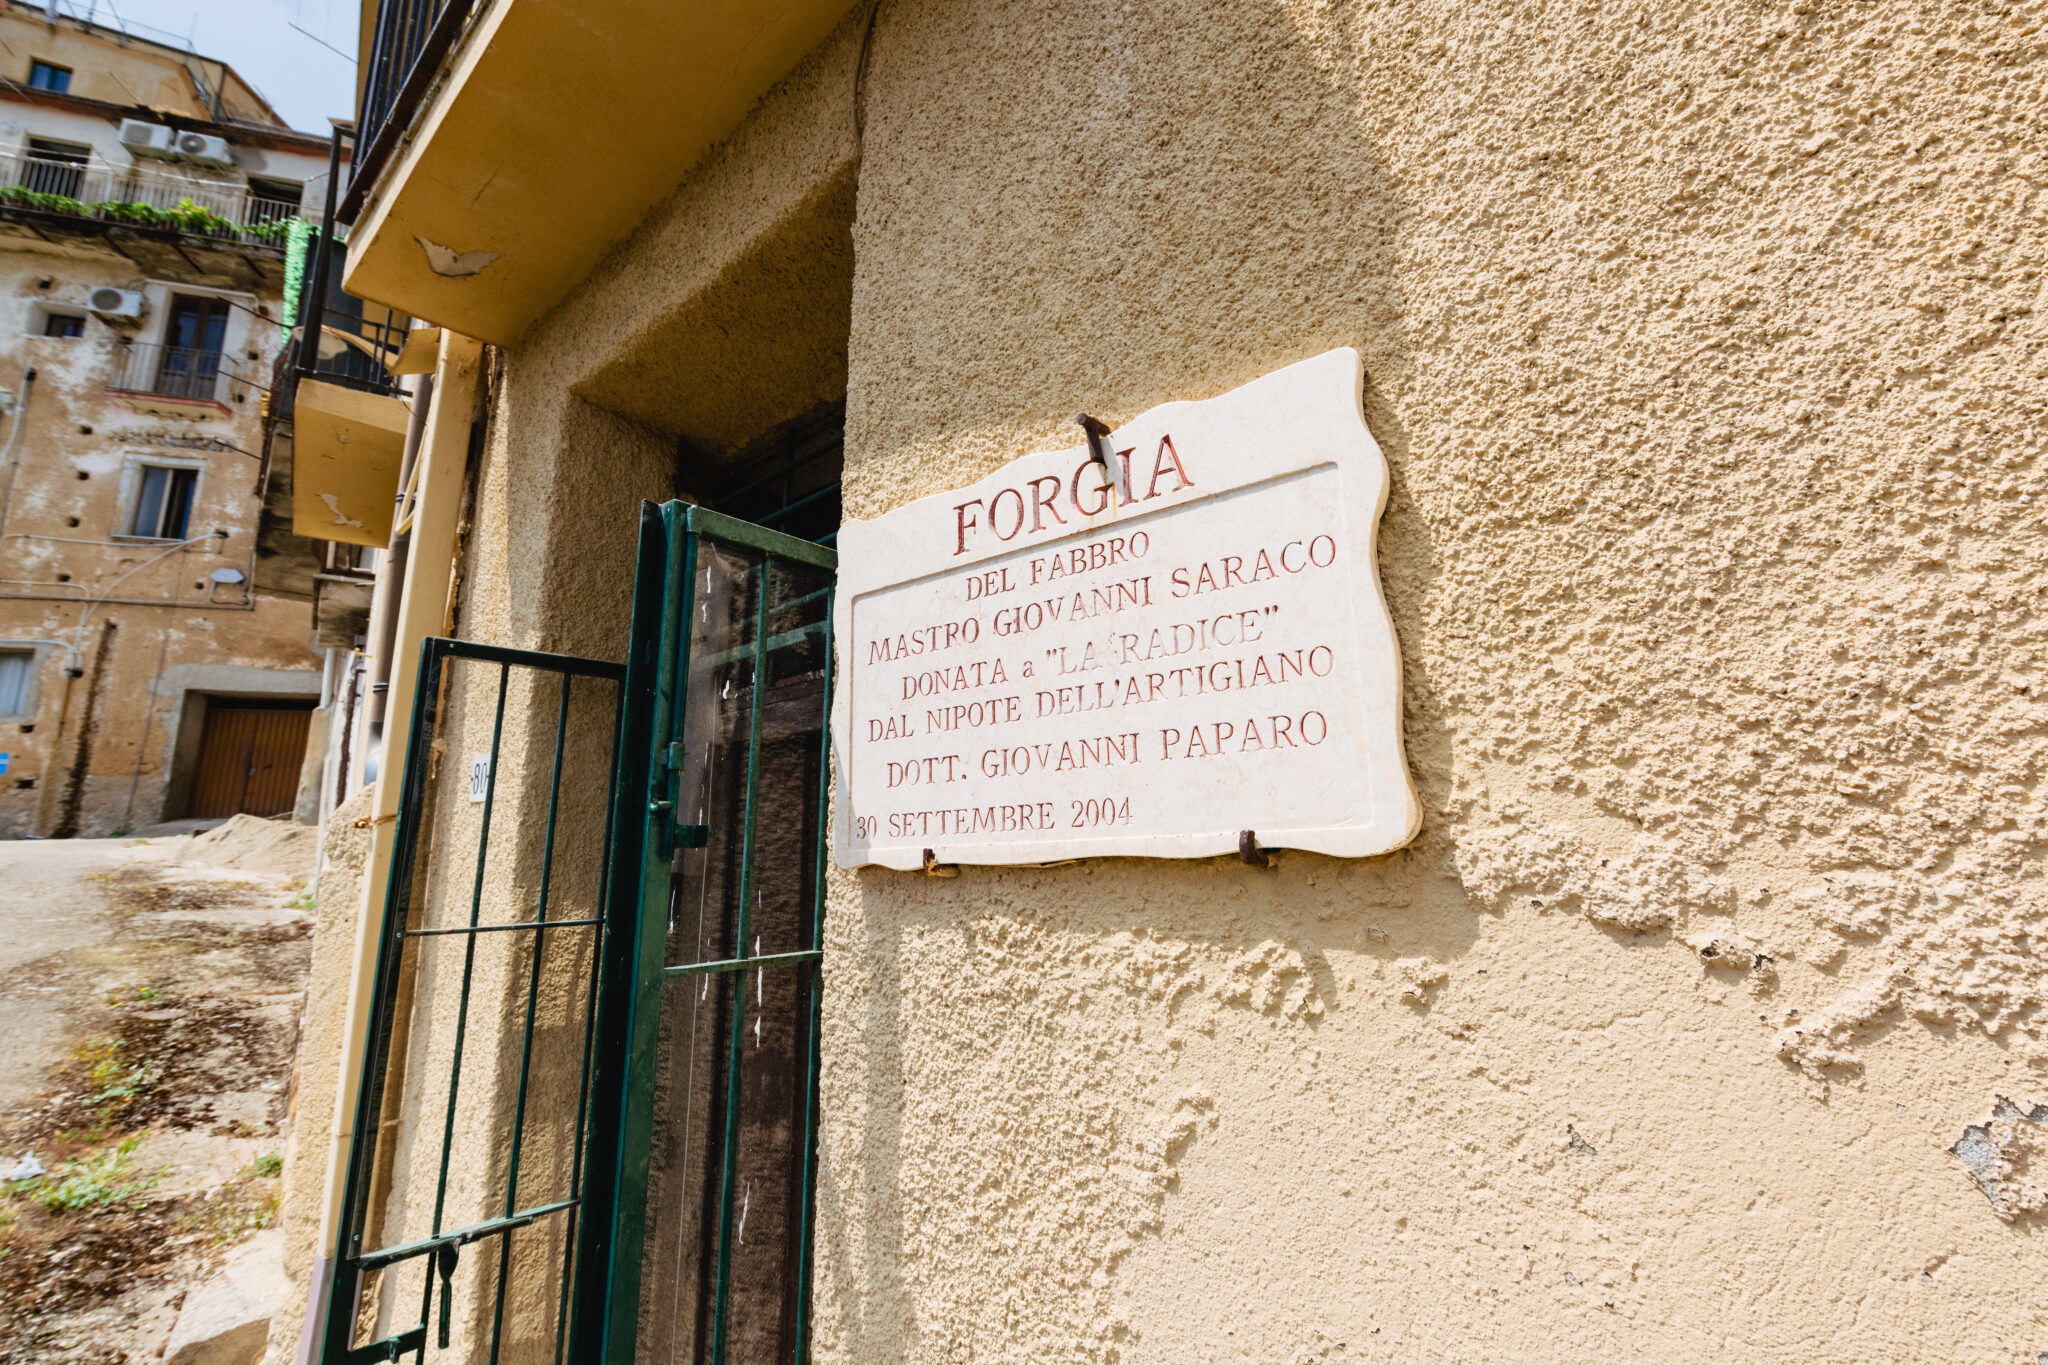 FORGIA
DEL FABBRO
MASTRO GIOVANNI SARACO
DONATA a "LA RADICE"
DAL NIPOTE DELL'ARTIGIANO
DOTT. GIOVANNI PAPARO
30 SETTEMBRE 2004
80